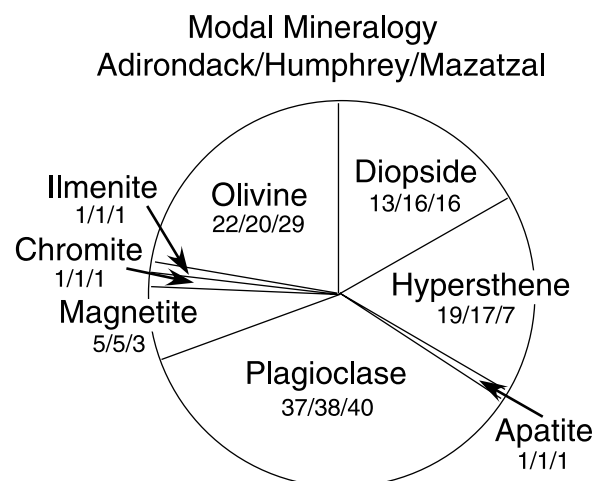 Modal Mineralogy
Adirondack/Humphrey/Mazatzal
Diopside
13/16/16
Hypersthene
19/17/7
Apatite
1/1/1
Plagioclase
37/38/40
Magnetite
5/5/3
Chromite
1/1/1
Ilmenite
1/1/1
Olivine
22/20/29